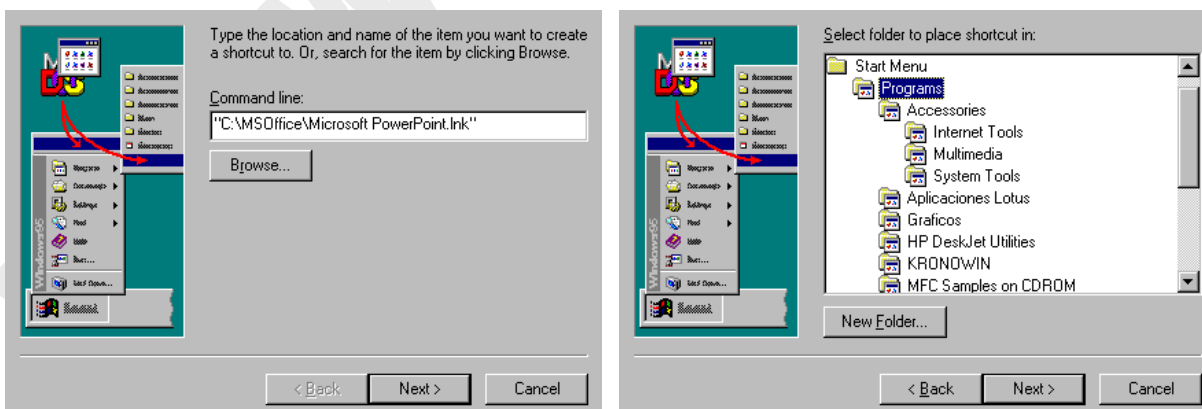 Type the location and name of the item you want to create
a shortcut to. Or, search for the item by clicking Browse.
Command line:
"C:\MSOffice\Microsoft PowerPoint.lnk"
Browse...
Windows95
< Back
Next >
Cancel
Select folder to place shortcut in:
Start Menu
Programs
Accessories
Internet Tools
Multimedia
System Tools
Aplicaciones Lotus
Graficos
HP DeskJet Utilities
KRONOWIN
MFC Samples on CDROM
New Folder...
Windows95
< Back
Next >
Cancel